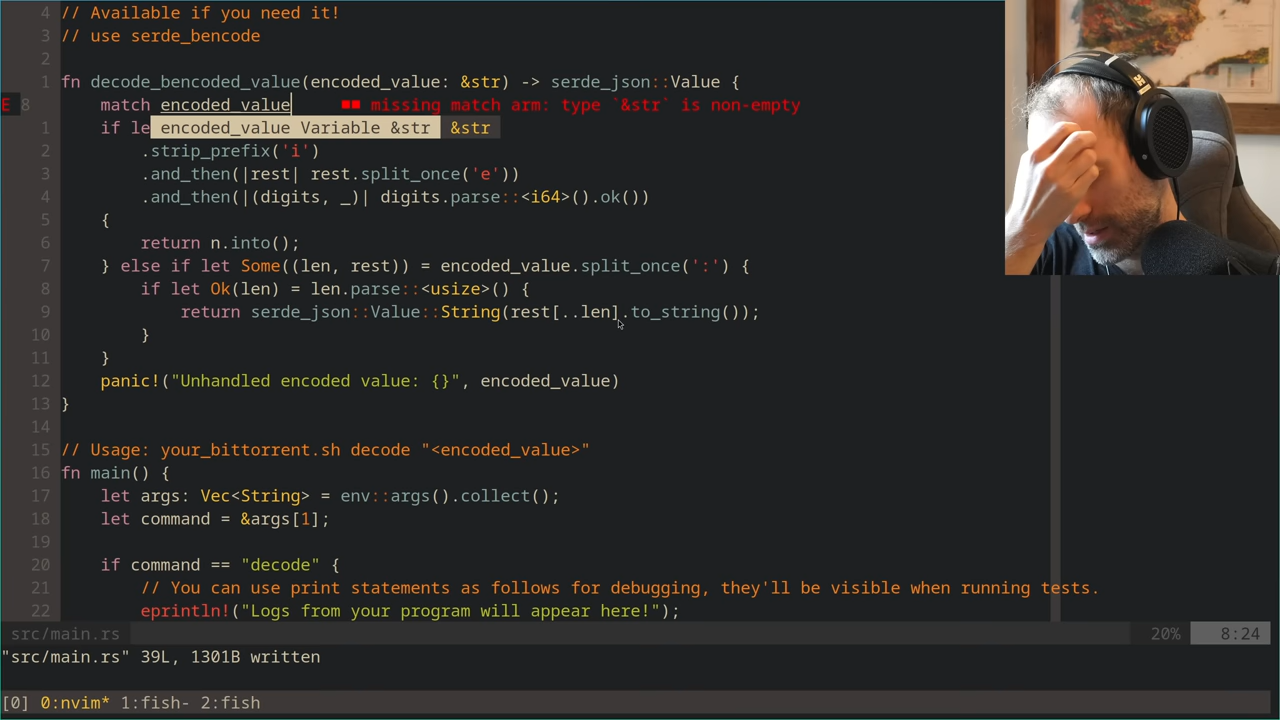 4 // Available if you need it!
3 // use serde_bencode
2
1 fn decode_bencoded_value(encoded_value: &str) -> serde_json::Value {
E 8 match encoded_value ■■ missing match arm: type `&str` is non-empty
1 if le encoded_value Variable &str &str
2 .strip_prefix('i')
3 .and_then(|rest| rest.split_once('e'))
4 .and_then(|(digits, _)| digits.parse::<i64>().ok())
5 {
6 return n.into();
7 } else if let Some((len, rest)) = encoded_value.split_once(':') {
8 if let Ok(len) = len.parse::<usize>() {
9 return serde_json::Value::String(rest[..len].to_string());
10 }
11 }
12 panic!("Unhandled encoded value: {}", encoded_value)
13 }
14
15 // Usage: your_bittorrent.sh decode "<encoded_value>"
16 fn main() {
17 let args: Vec<String> = env::args().collect();
18 let command = &args[1];
19
20 if command == "decode" {
21 // You can use print statements as follows for debugging, they'll be visible when running tests.
22 eprintln!("Logs from your program will appear here!");
src/main.rs 20% 8:24
"src/main.rs" 39L, 1301B written
[0] 0:nvim* 1:fish- 2:fish